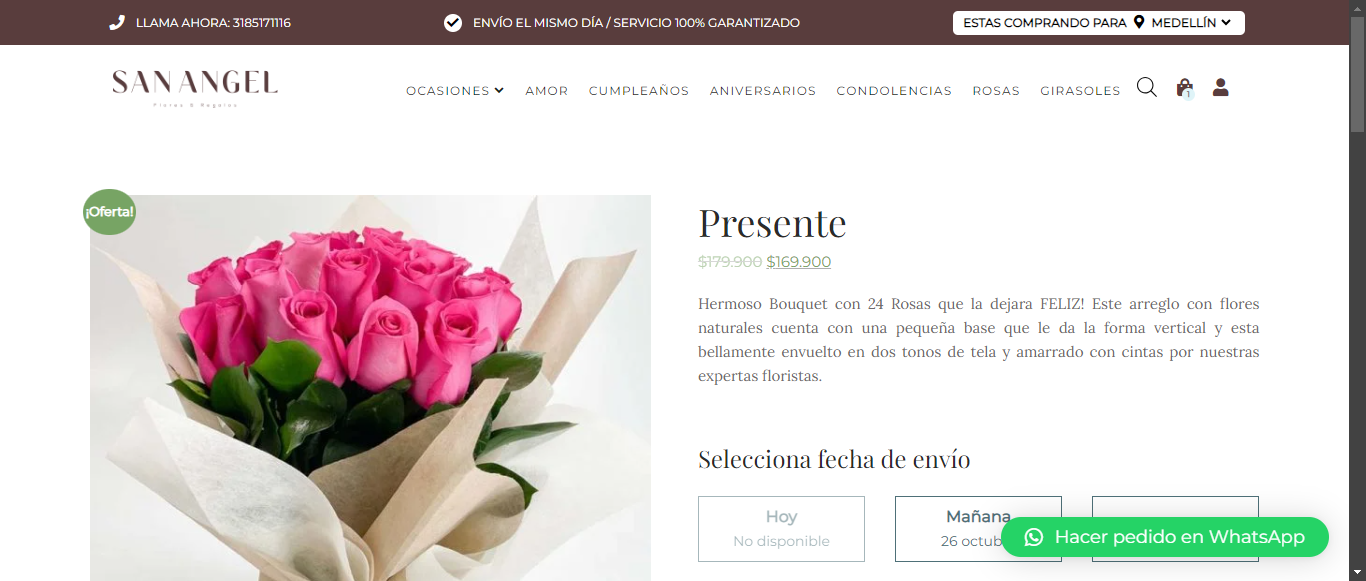 LLAMA AHORA: 3185171116
ENVÍO EL MISMO DÍA / SERVICIO 100% GARANTIZADO
ESTAS COMPRANDO PARA MEDELLÍN
SAN ANGEL
Flores & Regalos
OCASIONES AMOR CUMPLEAÑOS ANIVERSARIOS CONDOLENCIAS ROSAS GIRASOLES
1
¡Oferta!
Presente
$179.900 $169.900
Hermoso Bouquet con 24 Rosas que la dejara FELIZ! Este arreglo con flores
naturales cuenta con una pequeña base que le da la forma vertical y esta
bellamente envuelto en dos tonos de tela y amarrado con cintas por nuestras
expertas floristas.
Selecciona fecha de envío
Hoy
No disponible
Mañana
26 octub
Hacer pedido en WhatsApp